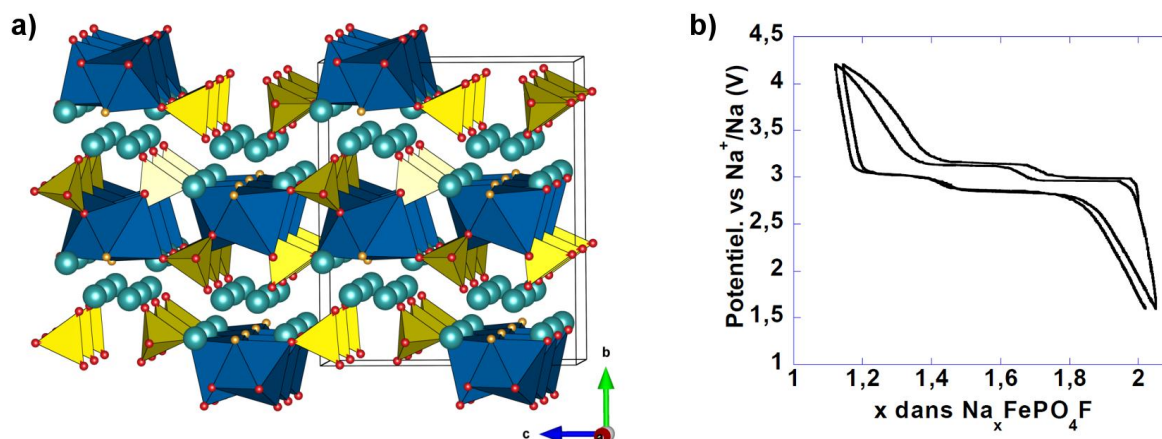 a)
b
c
a
b)
Potentiel. vs Na⁺/Na (V)
4,5
4
3,5
3
2,5
2
1,5
1
1 1,2 1,4 1,6 1,8 2
x dans NaₓFePO₄F